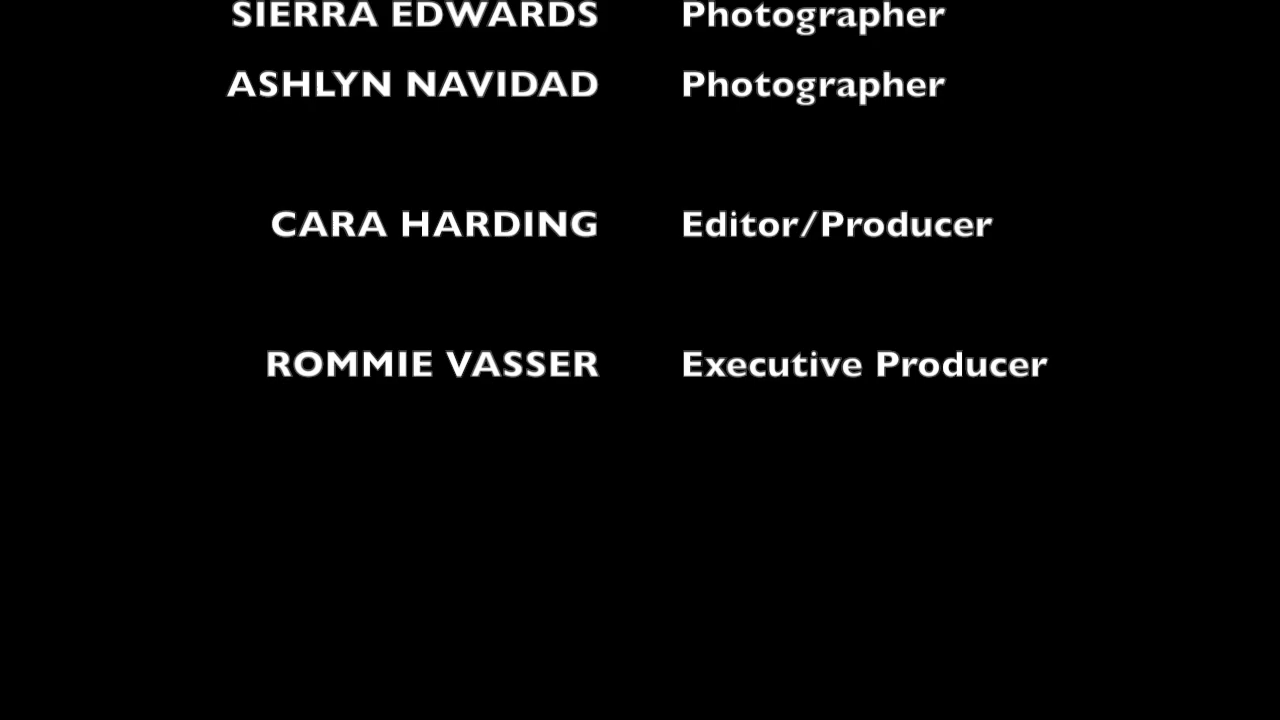 SIERRA EDWARDS Photographer
ASHLYN NAVIDAD Photographer
CARA HARDING Editor/Producer
ROMMIE VASSER Executive Producer